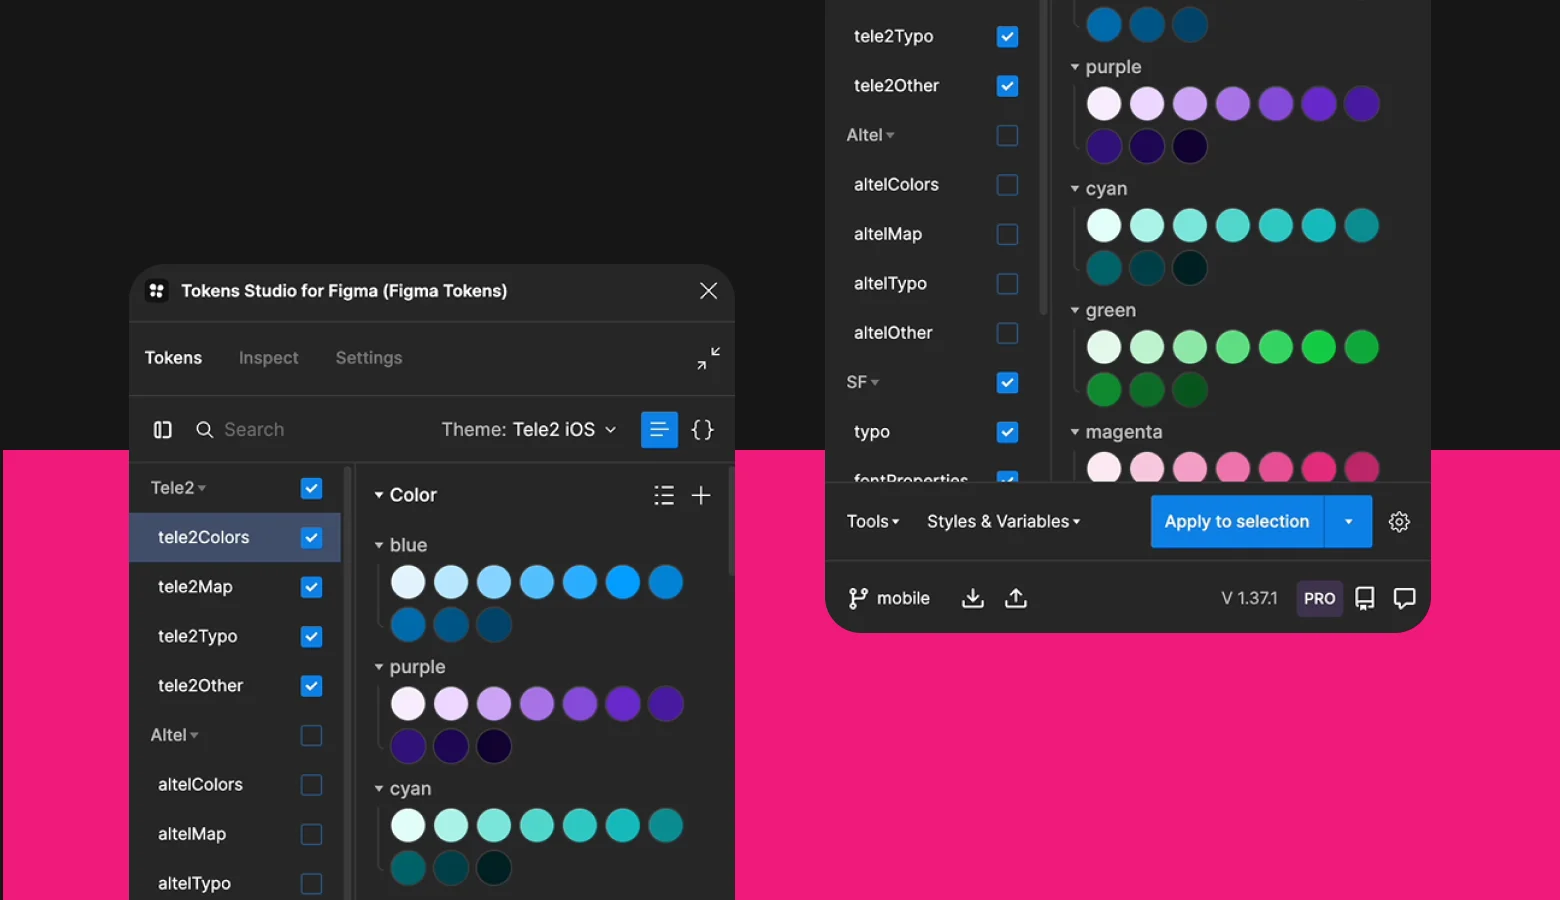 Tokens Studio for Figma (Figma Tokens)
Tokens Inspect Settings
Search
Theme: Tele2 iOS
Tele2
tele2Colors
tele2Map
tele2Typo
tele2Other
Altel
altelColors
altelMap
altelTypo
Color
blue
purple
cyan
tele2Typo
tele2Other
Altel
altelColors
altelMap
altelTypo
altelOther
SF
typo
fontProperties
purple
cyan
green
magenta
Tools
Styles & Variables
Apply to selection
mobile
V 1.37.1
PRO